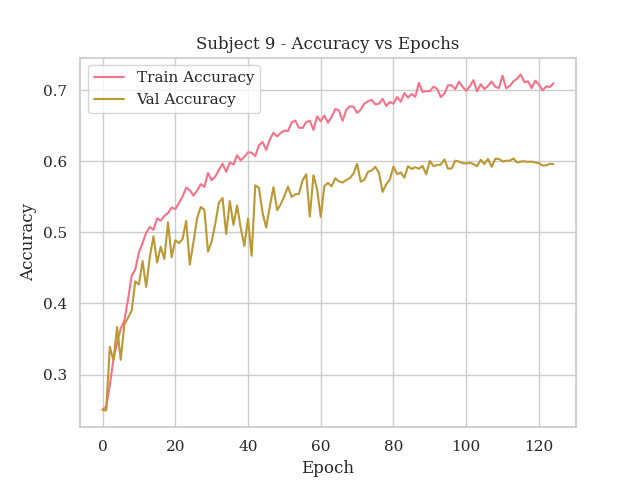 Subject 9 - Accuracy vs Epochs
Train Accuracy
Val Accuracy
0.7
0.6
0.5
0.4
0.3
Accuracy
0 20 40 60 80 100 120
Epoch